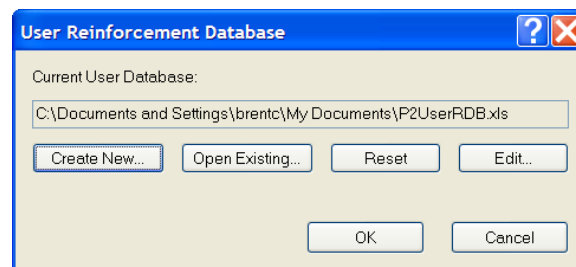 User Reinforcement Database
Current User Database:
C:\Documents and Settings\brentc\My Documents\P2UserRDB.xls
Create New... Open Existing... Reset Edit...
OK Cancel